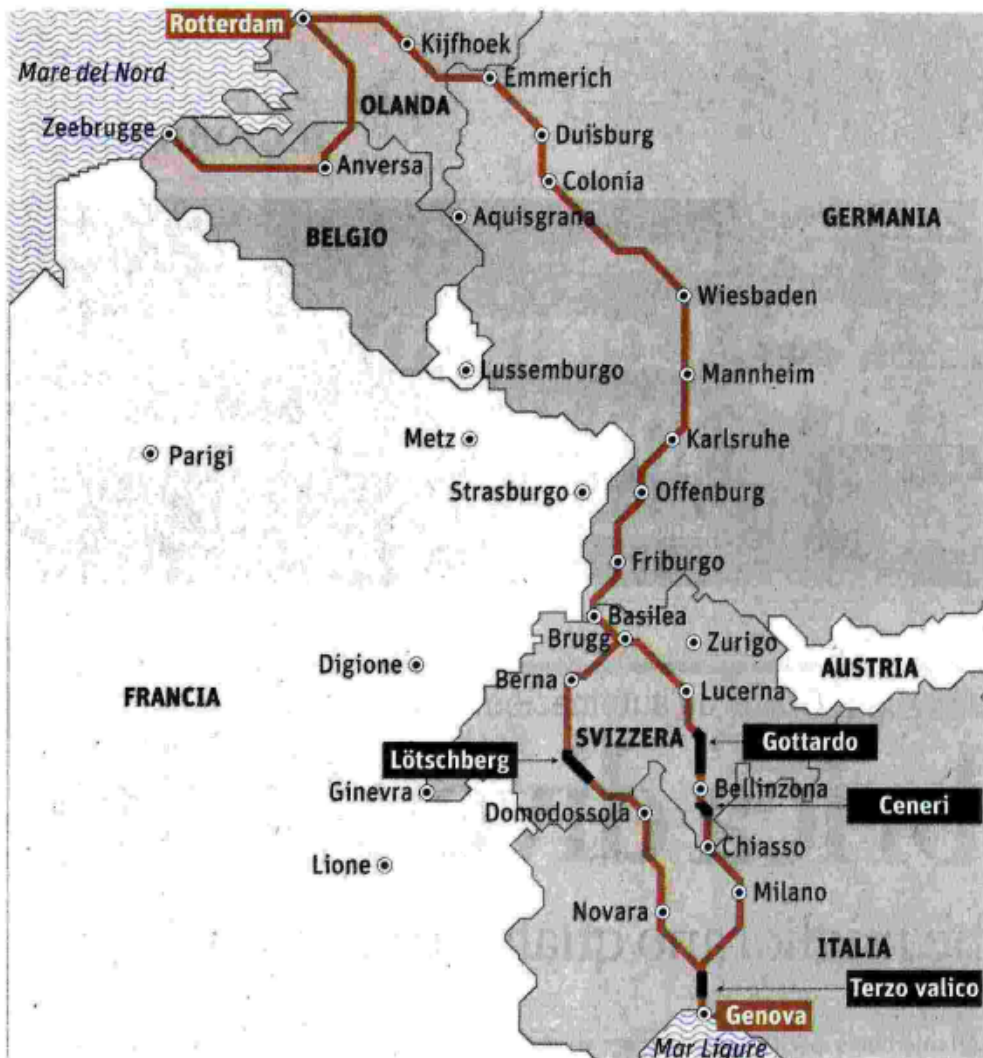 Rotterdam
Kijfhoek
Mare del Nord
Emmerich
OLANDA
Zeebrugge
Duisburg
Anversa
Colonia
Aquisgrana
GERMANIA
BELGIO
Wiesbaden
Lussemburgo
Mannheim
Metz
Karlsruhe
Parigi
Strasburgo
Offenburg
Friburgo
Basilea
Brugg
Zurigo
Digione
AUSTRIA
Berna
Lucerna
FRANCIA
SVIZZERA
Gottardo
Lötschberg
Ginevra
Bellinzona
Ceneri
Domodossola
Chiasso
Lione
Milano
Novara
ITALIA
Terzo valico
Genova
Mar Ligure